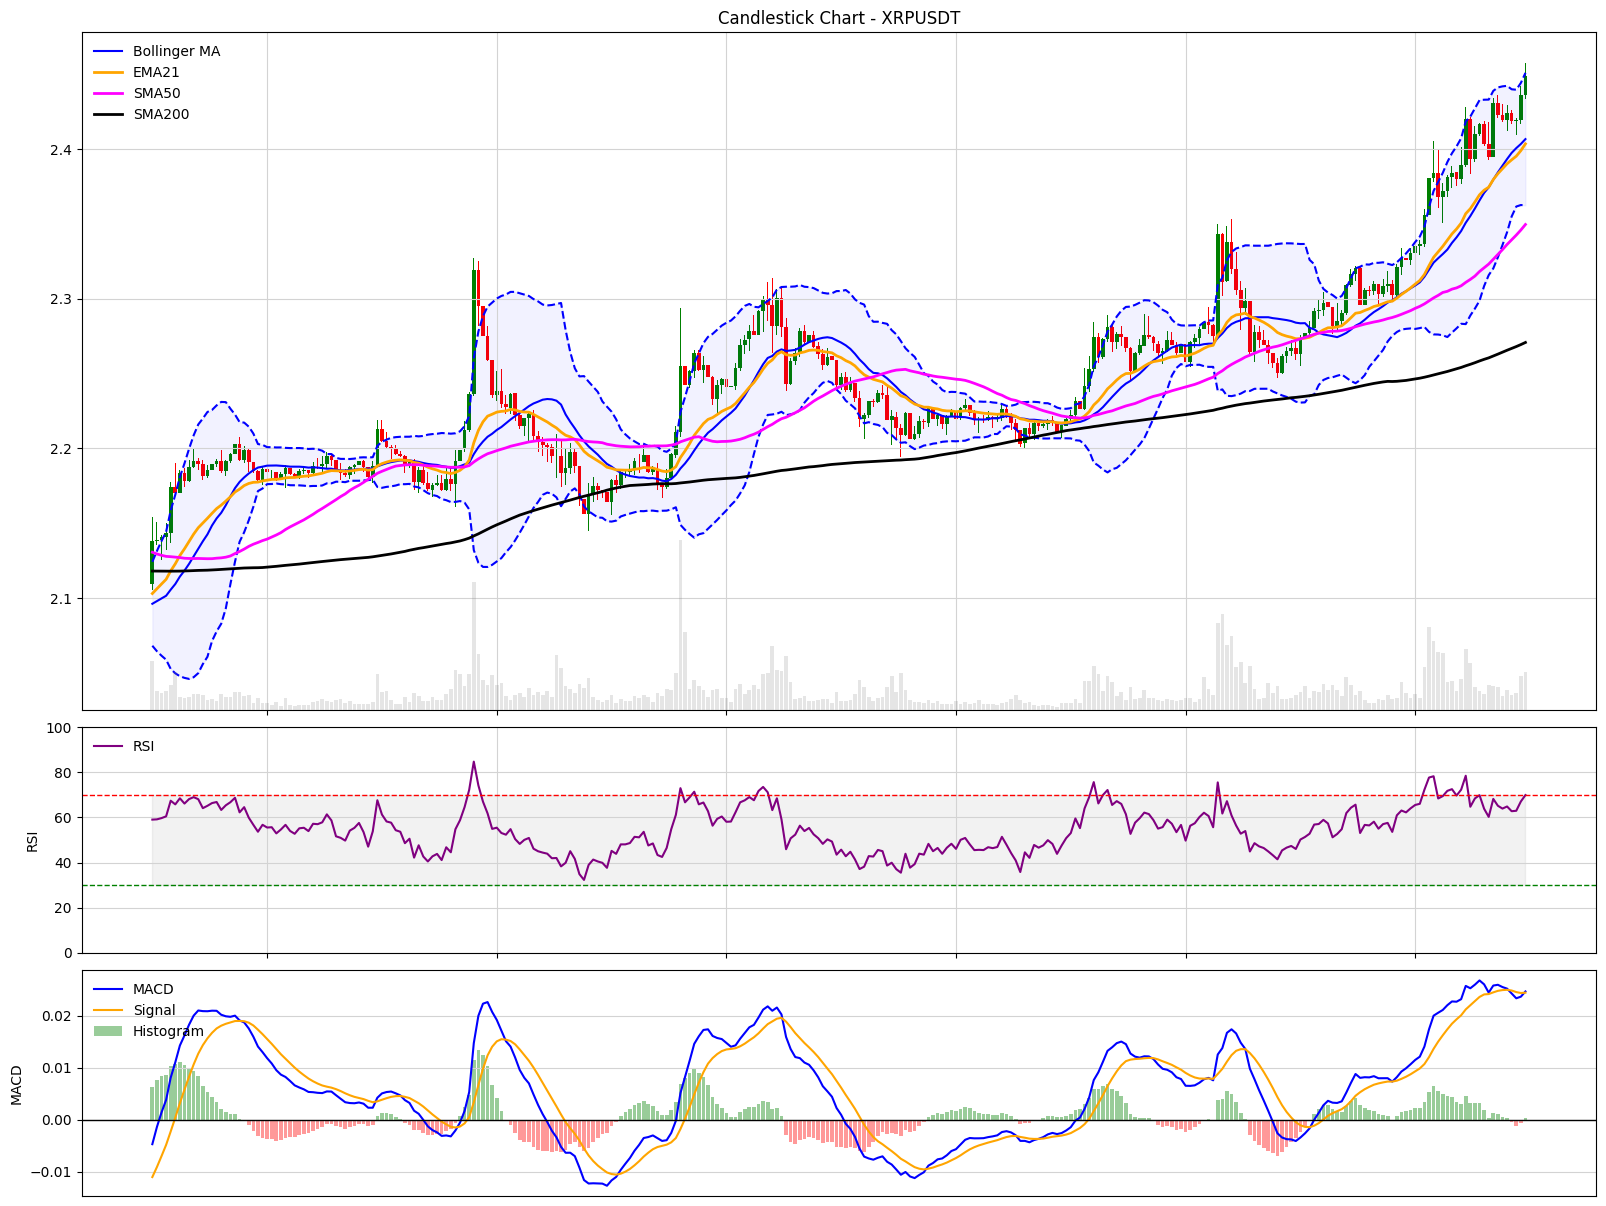 Candlestick Chart - XRPUSDT
Bollinger MA
EMA21
SMA50
SMA200
2.4
2.3
2.2
2.1
RSI
100
80
60
40
20
0
RSI
MACD
Signal
Histogram
0.02
0.01
0.00
−0.01
MACD